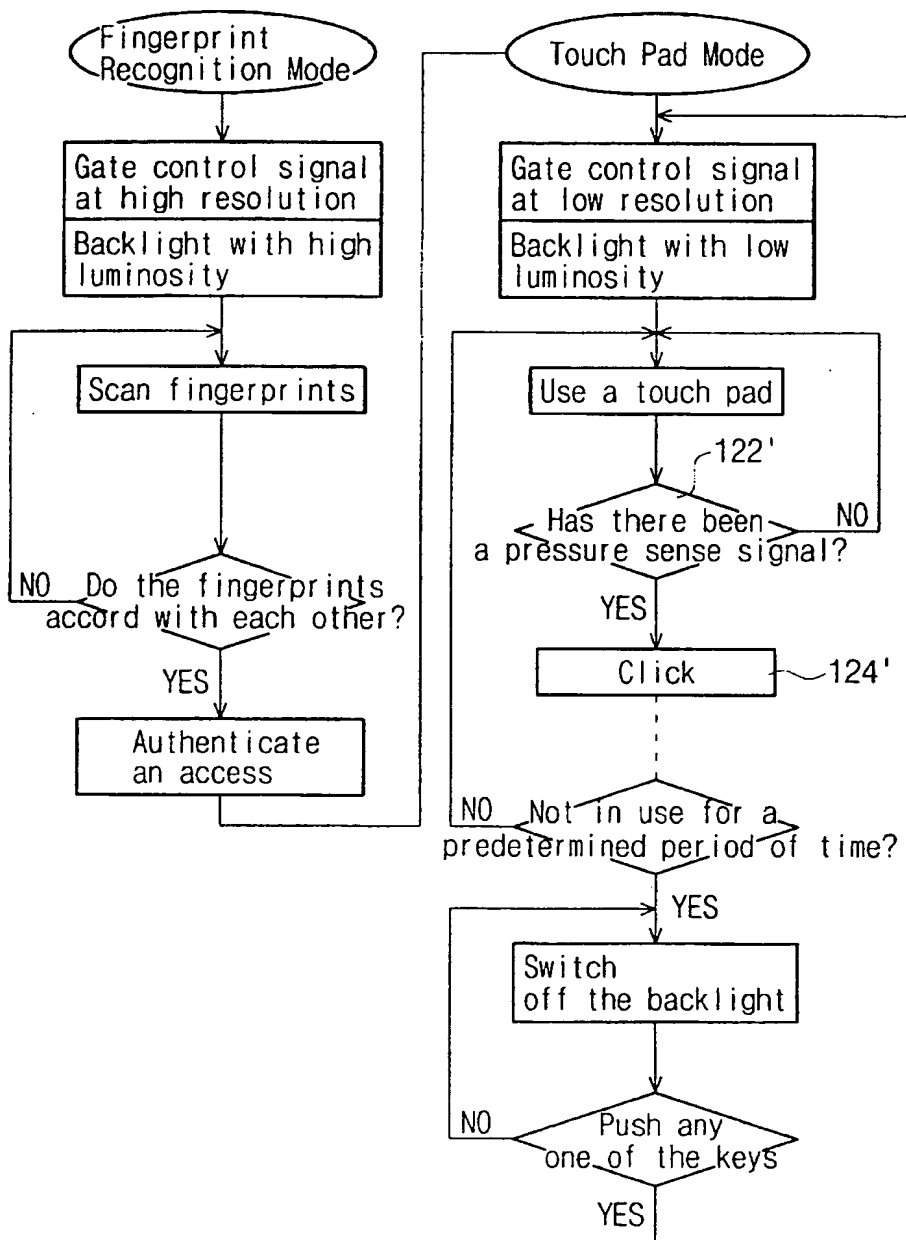 Fingerprint
Recognition Mode
Gate control signal
at high resolution
Backlight with high
luminosity
Scan fingerprints
NO
Do the fingerprints
accord with each other?
YES
Authenticate
an access
Touch Pad Mode
Gate control signal
at low resolution
Backlight with low
luminosity
Use a touch pad
122'
Has there been
a pressure sense signal?
NO
YES
Click
124'
NO
Not in use for a
predetermined period of time?
YES
Switch
off the backlight
NO
Push any
one of the keys
YES